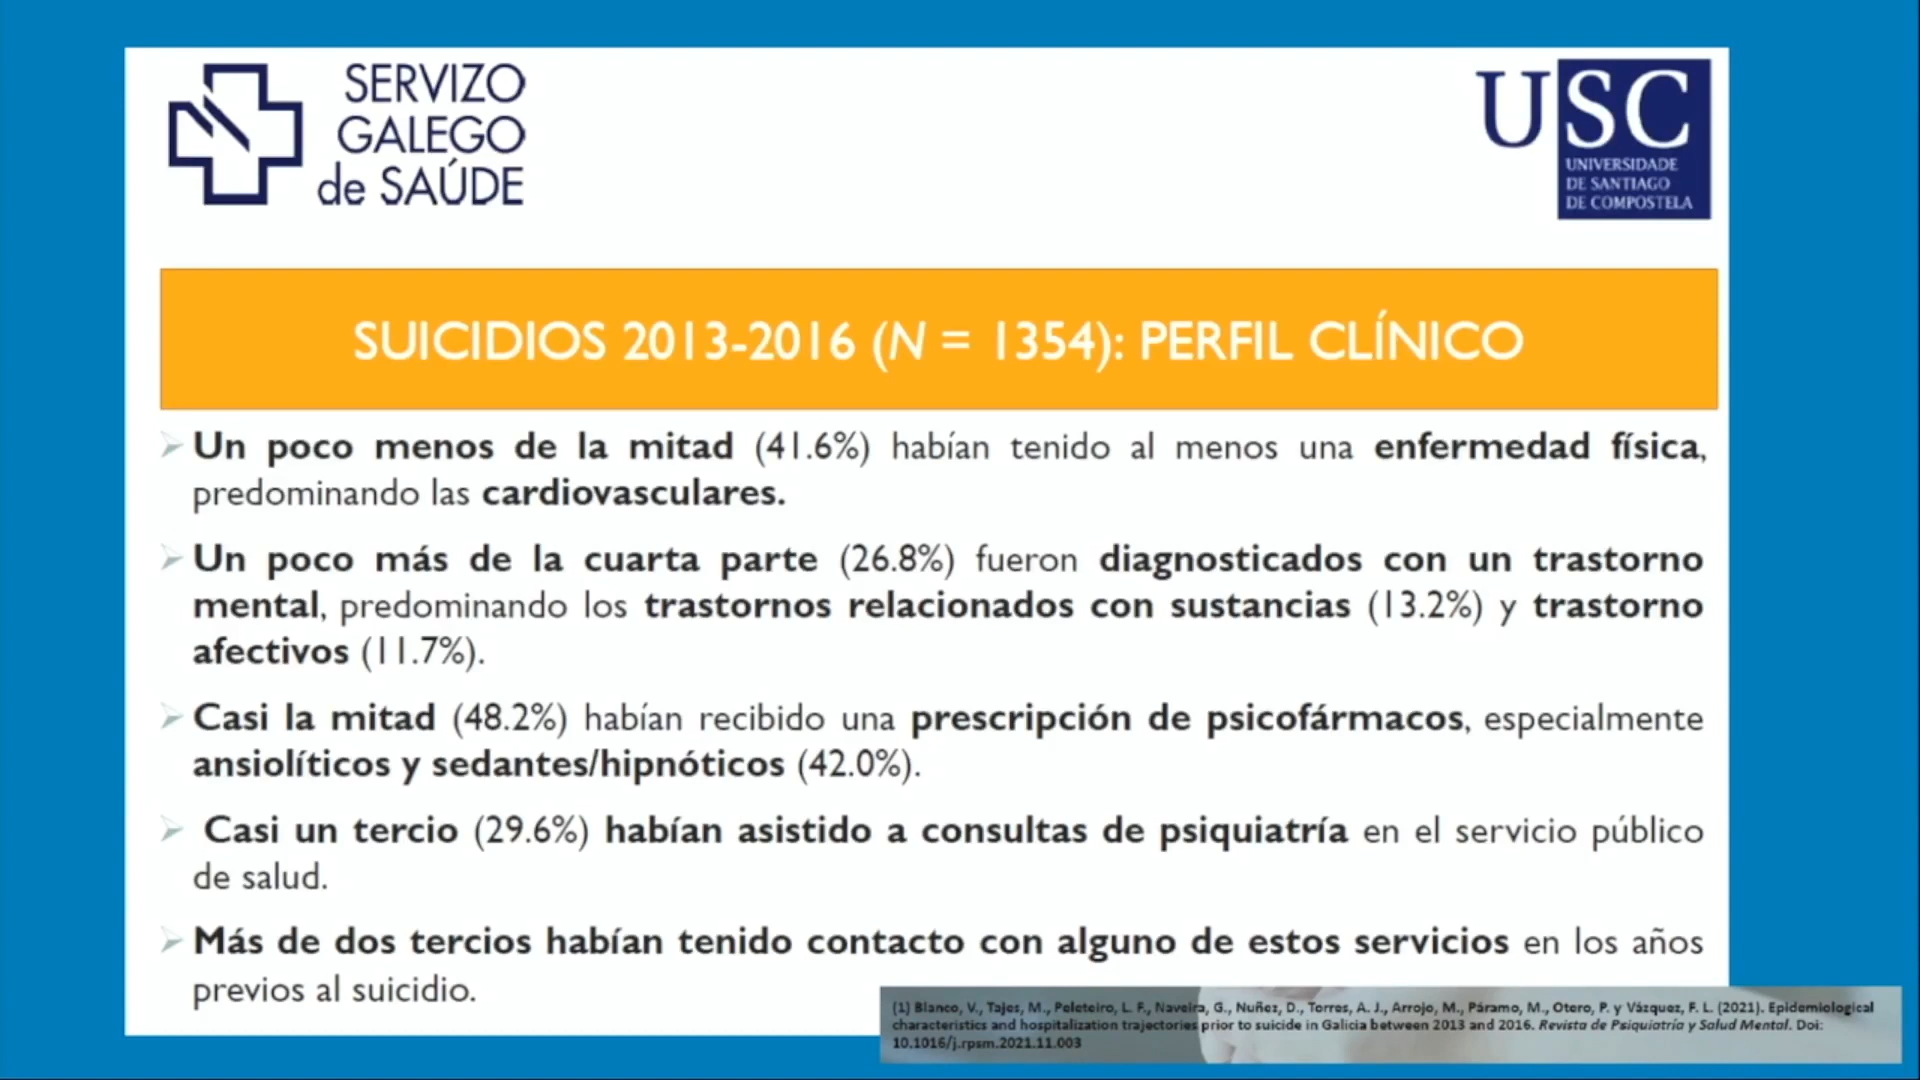 SERVIZO
GALEGO
de SAÚDE
USC
UNIVERSIDADE
DE SANTIAGO
DE COMPOSTELA
SUICIDIOS 2013-2016 (N = 1354): PERFIL CLÍNICO
Un poco menos de la mitad (41.6%) habían tenido al menos una enfermedad física,
predominando las cardiovasculares.
Un poco más de la cuarta parte (26.8%) fueron diagnosticados con un trastorno
mental, predominando los trastornos relacionados con sustancias (13.2%) y trastorno
afectivos (11.7%).
Casi la mitad (48.2%) habían recibido una prescripción de psicofármacos, especialmente
ansiolíticos y sedantes/hipnóticos (42.0%).
Casi un tercio (29.6%) habían asistido a consultas de psiquiatría en el servicio público
de salud.
Más de dos tercios habían tenido contacto con alguno de estos servicios en los años
previos al suicidio.
(1) Blanco, V., Tajes, M., Peleteiro, L. F., Naveira, G., Nuñez, D., Torres, A. J., Arrojo, M., Páramo, M., Otero, P. y Vázquez, F. L. (2021). Epidemiological
characteristics and hospitalization trajectories prior to suicide in Galicia between 2013 and 2016. Revista de Psiquiatría y Salud Mental. Doi:
10.1016/j.rpsm.2021.11.003